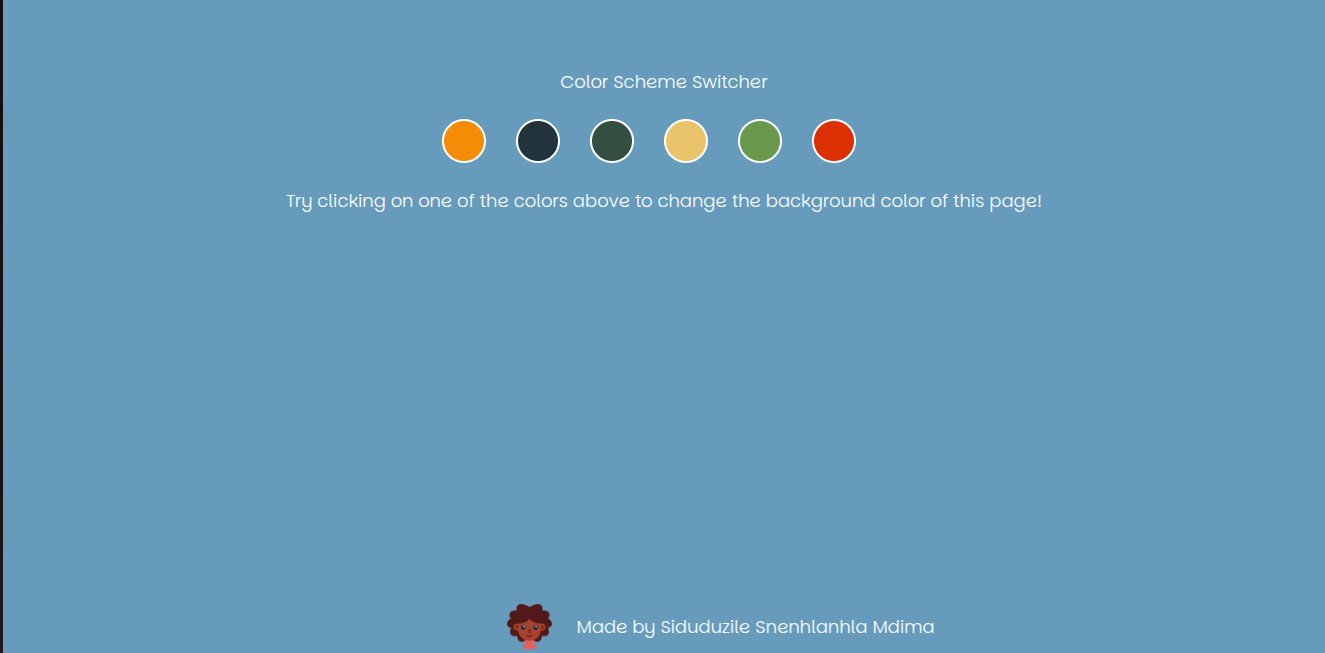 Color Scheme Switcher
Try clicking on one of the colors above to change the background color of this page!
Made by Siduduzile Snenhlanhla Mdima